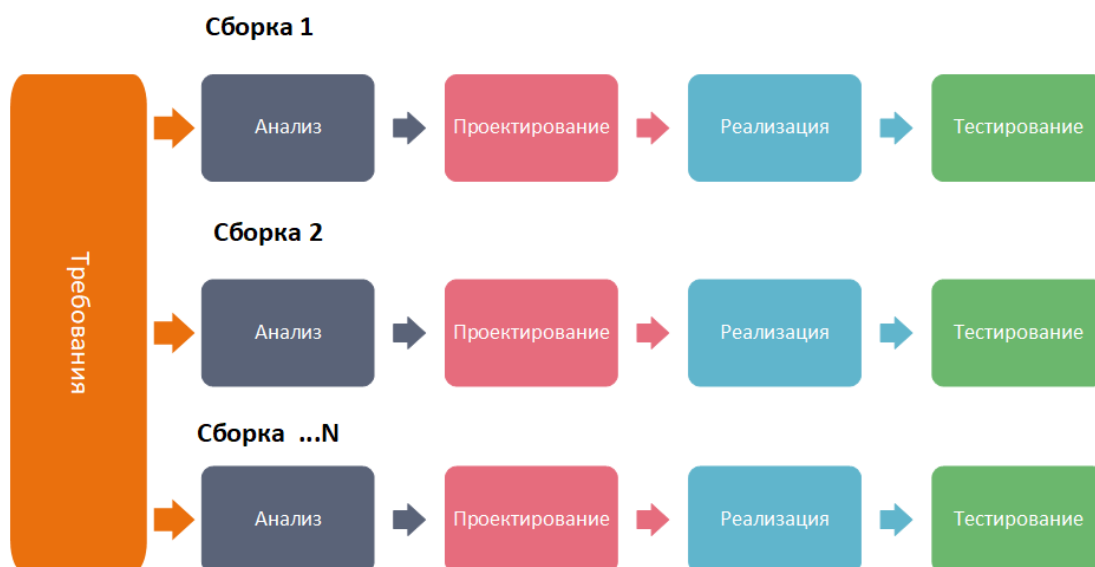 Сборка 1
Требования
Анализ
Проектирование
Реализация
Тестирование
Сборка 2
Анализ
Проектирование
Реализация
Тестирование
Сборка ...N
Анализ
Проектирование
Реализация
Тестирование